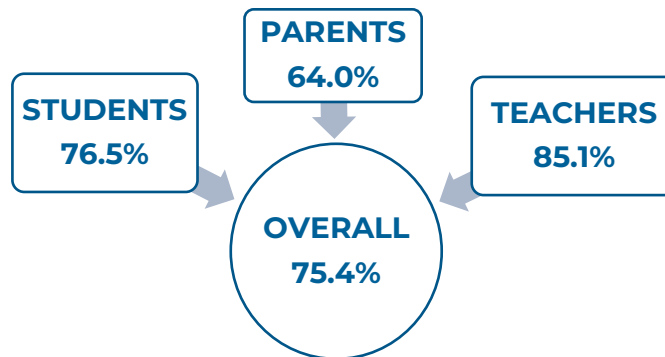 PARENTS
64.0%
STUDENTS
76.5%
TEACHERS
85.1%
OVERALL
75.4%